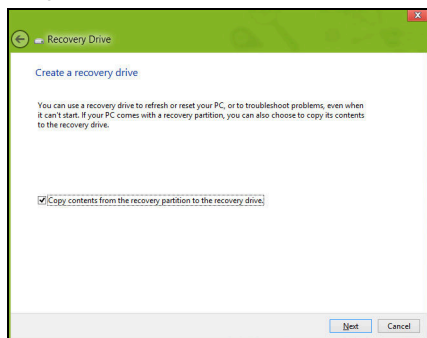 Recovery Drive
Create a recovery drive
You can use a recovery drive to refresh or reset your PC, or to troubleshoot problems, even when
it can't start. If your PC comes with a recovery partition, you can also choose to copy its contents
to the recovery drive.
Copy contents from the recovery partition to the recovery drive.
Next Cancel